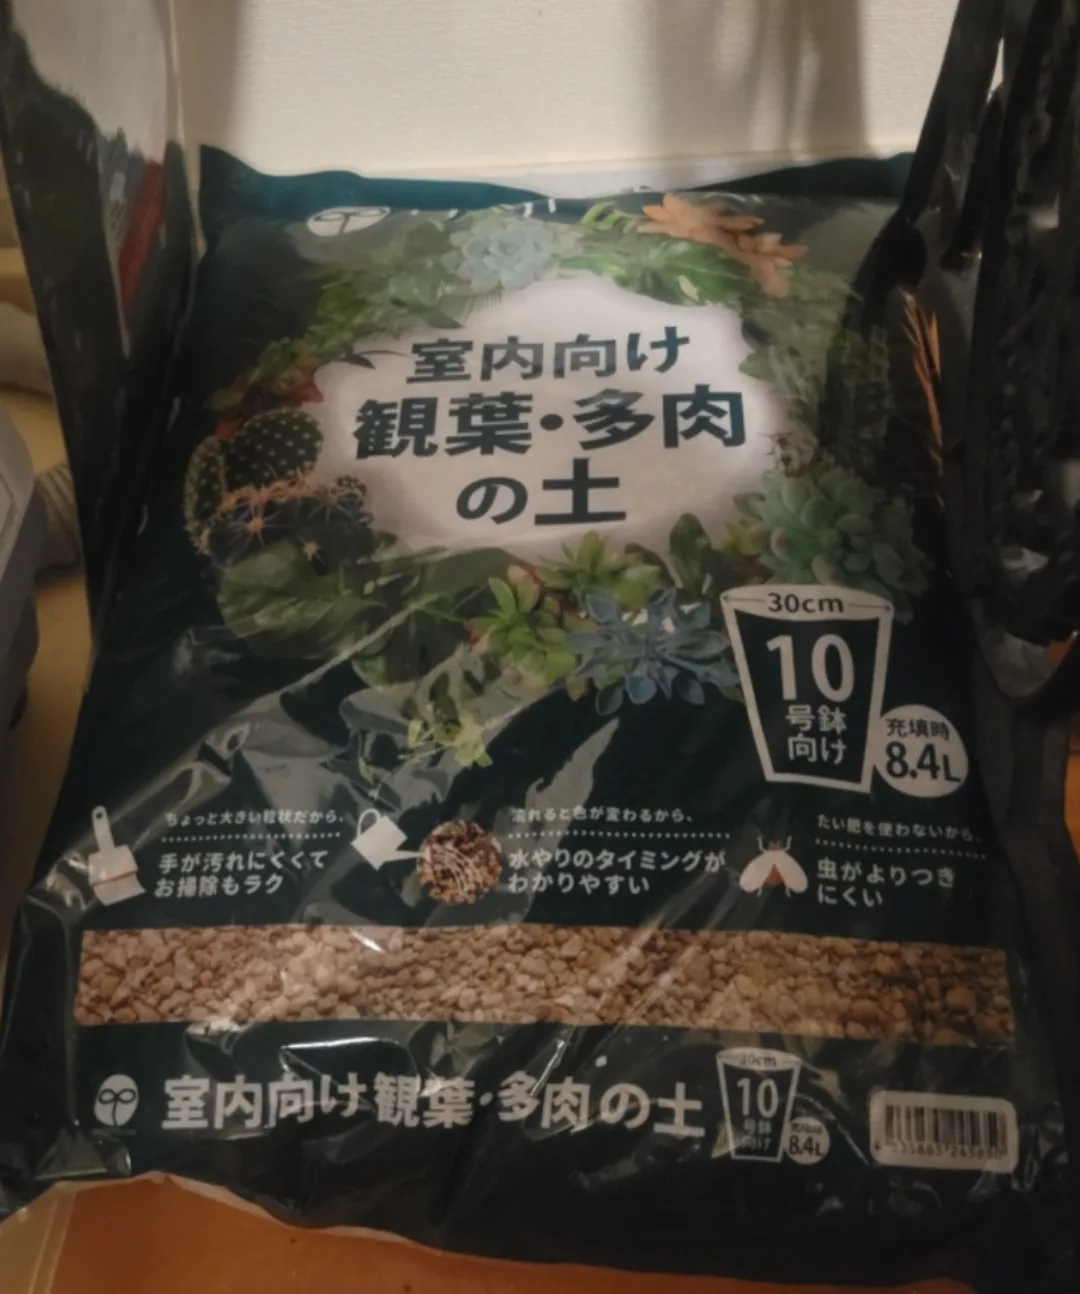 室内向け
観葉・多肉
の土
30cm
10
号鉢
向け
充填時
8.4L
ちょっと大きい粒状だから、
手が汚れにくくて
お掃除もラク
濡れると色が変わるから、
水やりのタイミングが
わかりやすい
たい肥を使わないから、
虫がよりつき
にくい
室内向け 観葉・多肉の土
30cm
10
号鉢
向け
8.4L